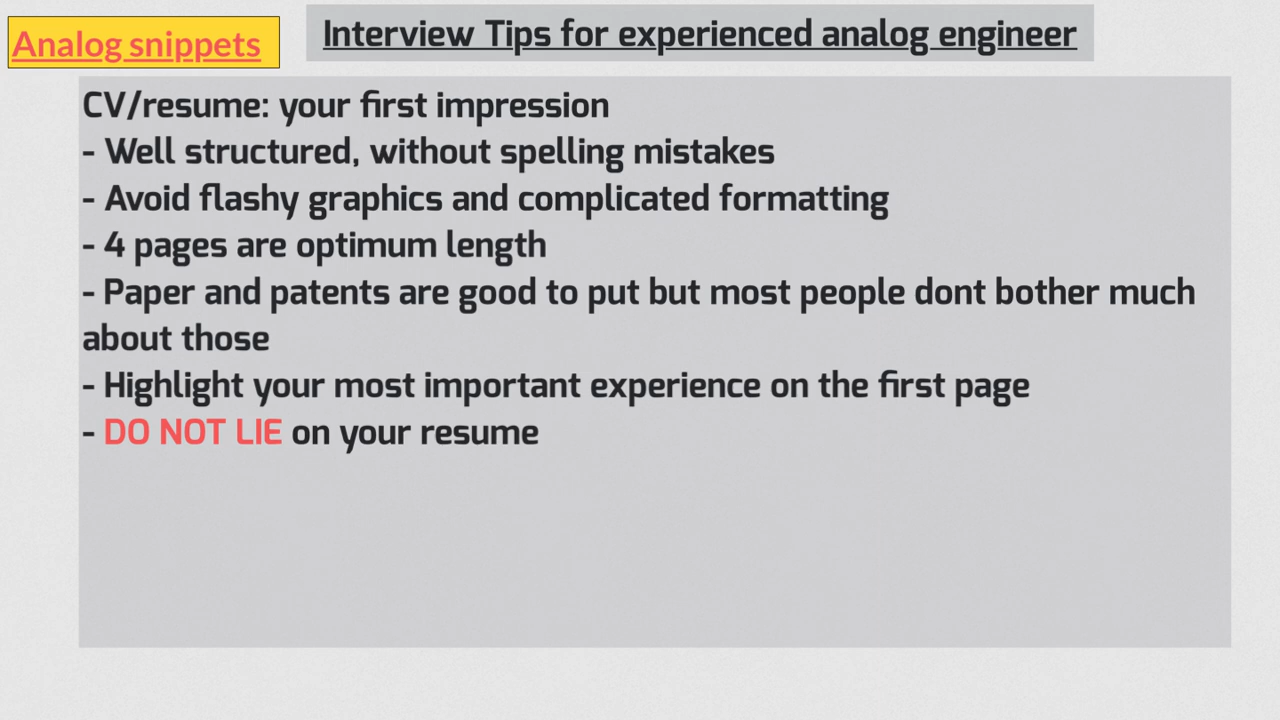 Analog snippets
Interview Tips for experienced analog engineer
CV/resume: your first impression
- Well structured, without spelling mistakes
- Avoid flashy graphics and complicated formatting
- 4 pages are optimum length
- Paper and patents are good to put but most people dont bother much
about those
- Highlight your most important experience on the first page
- DO NOT LIE on your resume